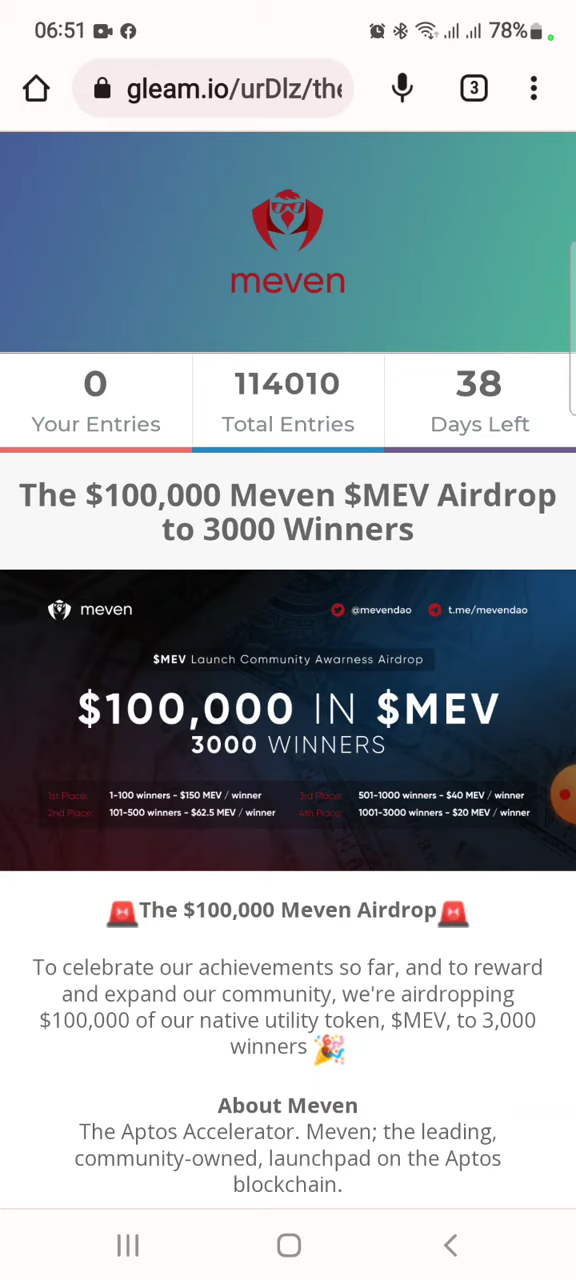 06:51
78%
gleam.io/urDlz/the
3
meven
0
114010
38
Your Entries
Total Entries
Days Left
The $100,000 Meven $MEV Airdrop
to 3000 Winners
meven
@mevendao
t.me/mevendao
$MEV Launch Community Awarness Airdrop
$100,000 IN $MEV
3000 WINNERS
1st Place: 1-100 winners - $150 MEV / winner
3rd Place: 501-1000 winners - $40 MEV / winner
2nd Place: 101-500 winners - $62.5 MEV / winner
4th Place: 1001-3000 winners - $20 MEV / winner
🚨The $100,000 Meven Airdrop🚨
To celebrate our achievements so far, and to reward
and expand our community, we're airdropping
$100,000 of our native utility token, $MEV, to 3,000
winners 🎉
About Meven
The Aptos Accelerator. Meven; the leading,
community-owned, launchpad on the Aptos
blockchain.